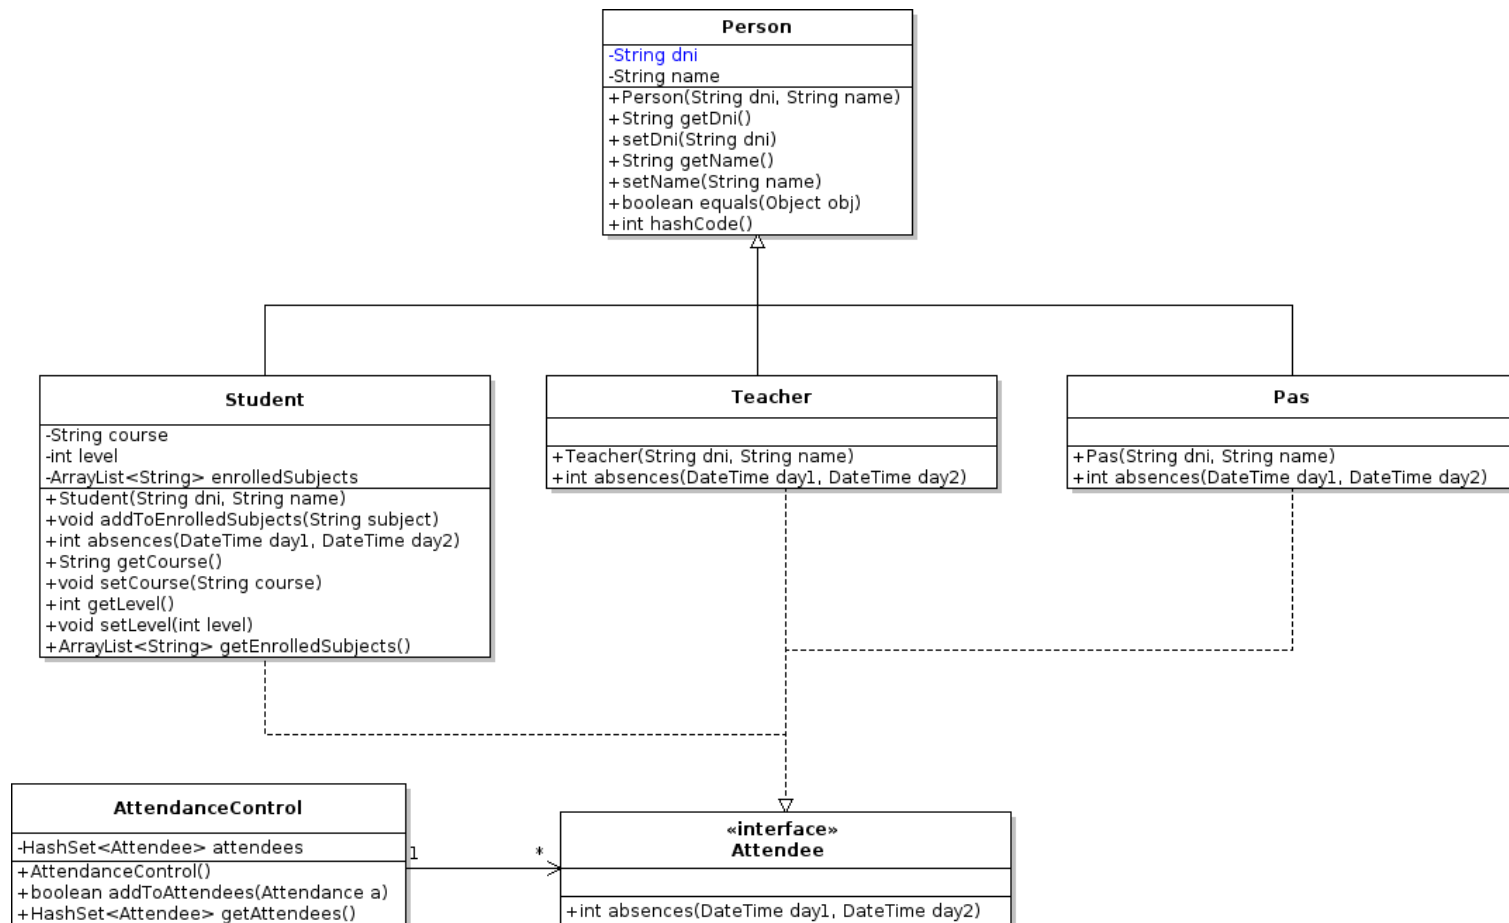 Person
-String dni
-String name
+Person(String dni, String name)
+String getDni()
+setDni(String dni)
+String getName()
+setName(String name)
+boolean equals(Object obj)
+int hashCode()
Student
-String course
-int level
-ArrayList<String> enrolledSubjects
+Student(String dni, String name)
+void addToEnrolledSubjects(String subject)
+int absences(DateTime day1, DateTime day2)
+String getCourse()
+void setCourse(String course)
+int getLevel()
+void setLevel(int level)
+ArrayList<String> getEnrolledSubjects()
Teacher
+Teacher(String dni, String name)
+int absences(DateTime day1, DateTime day2)
Pas
+Pas(String dni, String name)
+int absences(DateTime day1, DateTime day2)
AttendanceControl
-HashSet<Attendee> attendees
+AttendanceControl()
+boolean addToAttendees(Attendance a)
+HashSet<Attendee> getAttendees()
1
*
«interface»
Attendee
+int absences(DateTime day1, DateTime day2)